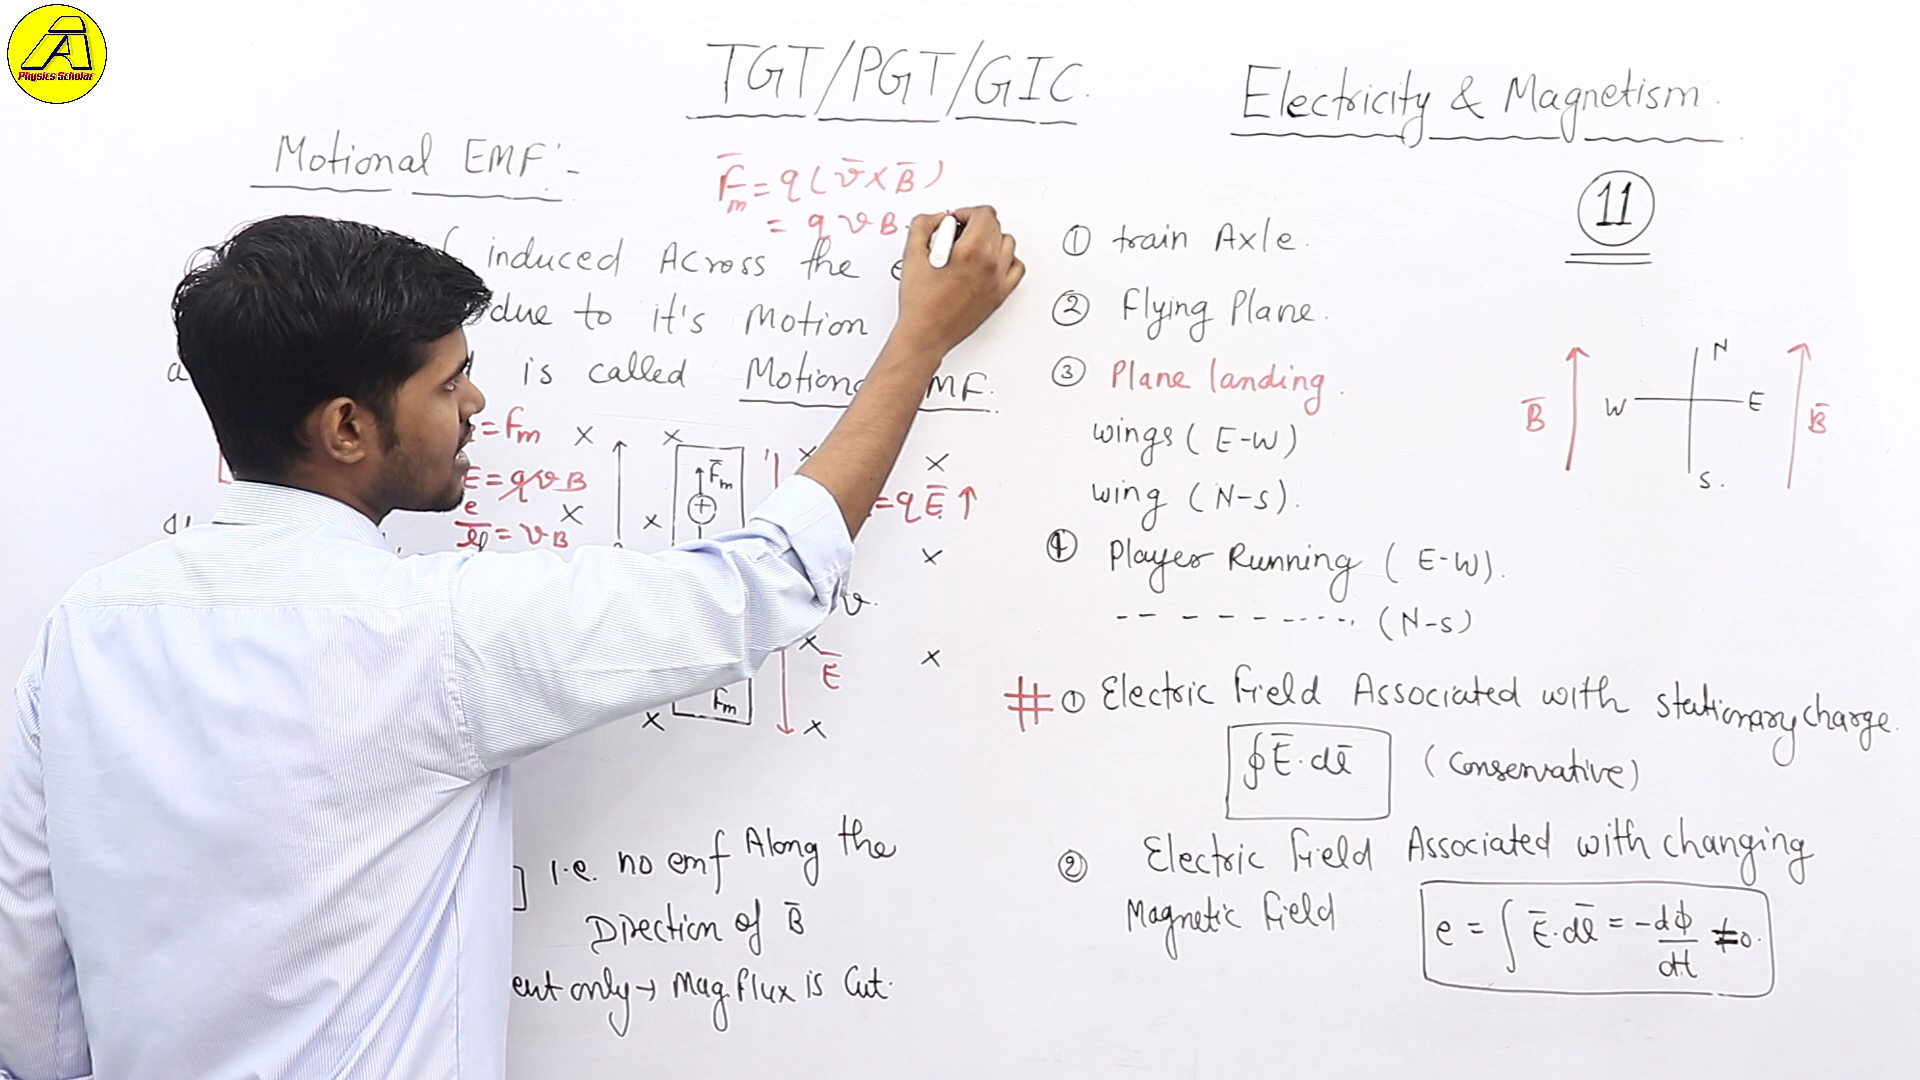 Physics Scholar
TGT/PGT/GIC.
Electricity & Magnetism.
11
Motional EMF:-
F̄m = q(v̄ × B̄)
= q v B.
induced Across the
due to it's Motion
is called Motional EMF.
= Fm
E = qvB
e/l = vB
F̄m
+
= qĒ ↑
v.
Ē
Fm
i.e. no emf Along the
Direction of B̄
only → Mag. flux is Cut.
① train Axle.
② Flying Plane.
③ Plane landing.
wings (E-W)
wing (N-S).
④ Player Running (E-W).
-- - - - - ---.. (N-S)
N
W E
S.
B̄
B̄
# ① Electric Field Associated with stationary charge.
∮Ē.dl̄ (conservative)
② Electric Field Associated with changing
Magnetic field
e = ∫Ē.dl̄ = -dϕ/dt ≠ 0.